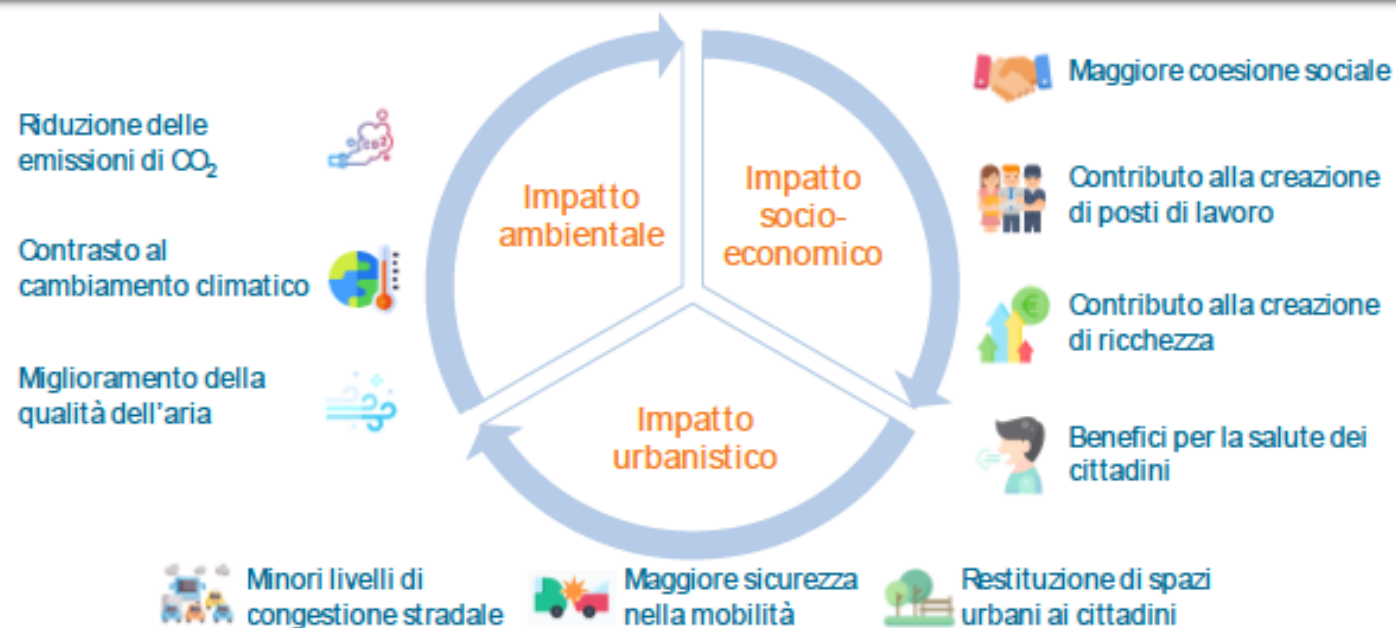 Riduzione delle
emissioni di CO₂
Contrasto al
cambiamento climatico
Miglioramento della
qualità dell'aria
CO2
Impatto
ambientale
Impatto
socio-
economico
Impatto
urbanistico
Maggiore coesione sociale
Contributo alla creazione
di posti di lavoro
€
Contributo alla creazione
di ricchezza
Benefici per la salute dei
cittadini
Minori livelli di
congestione stradale
Maggiore sicurezza
nella mobilità
Restituzione di spazi
urbani ai cittadini